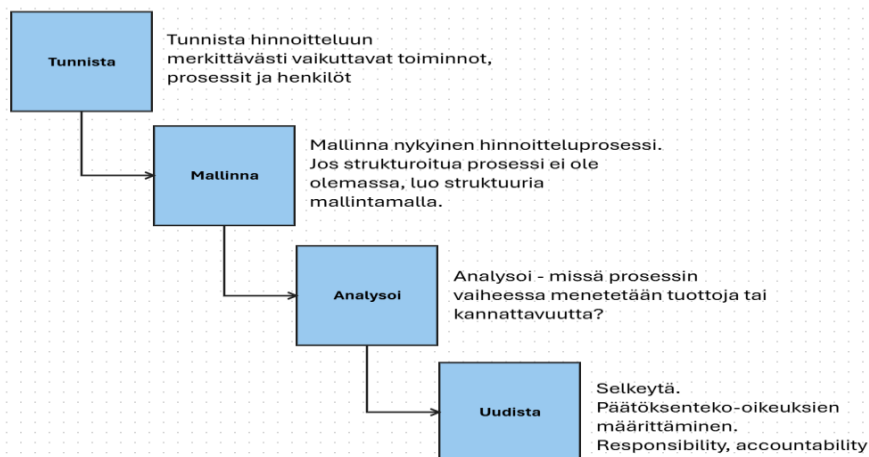 Tunnista
Tunnista hinnoitteluun
merkittävästi vaikuttavat toiminnot,
prosessit ja henkilöt
Mallinna
Mallinna nykyinen hinnoitteluprosessi.
Jos strukturoitua prosessi ei ole
olemassa, luo struktuuria
mallintamalla.
Analysoi
Analysoi - missä prosessin
vaiheessa menetetään tuottoja tai
kannattavuutta?
Uudista
Selkeytä.
Päätöksenteko-oikeuksien
määrittäminen.
Responsibility, accountability